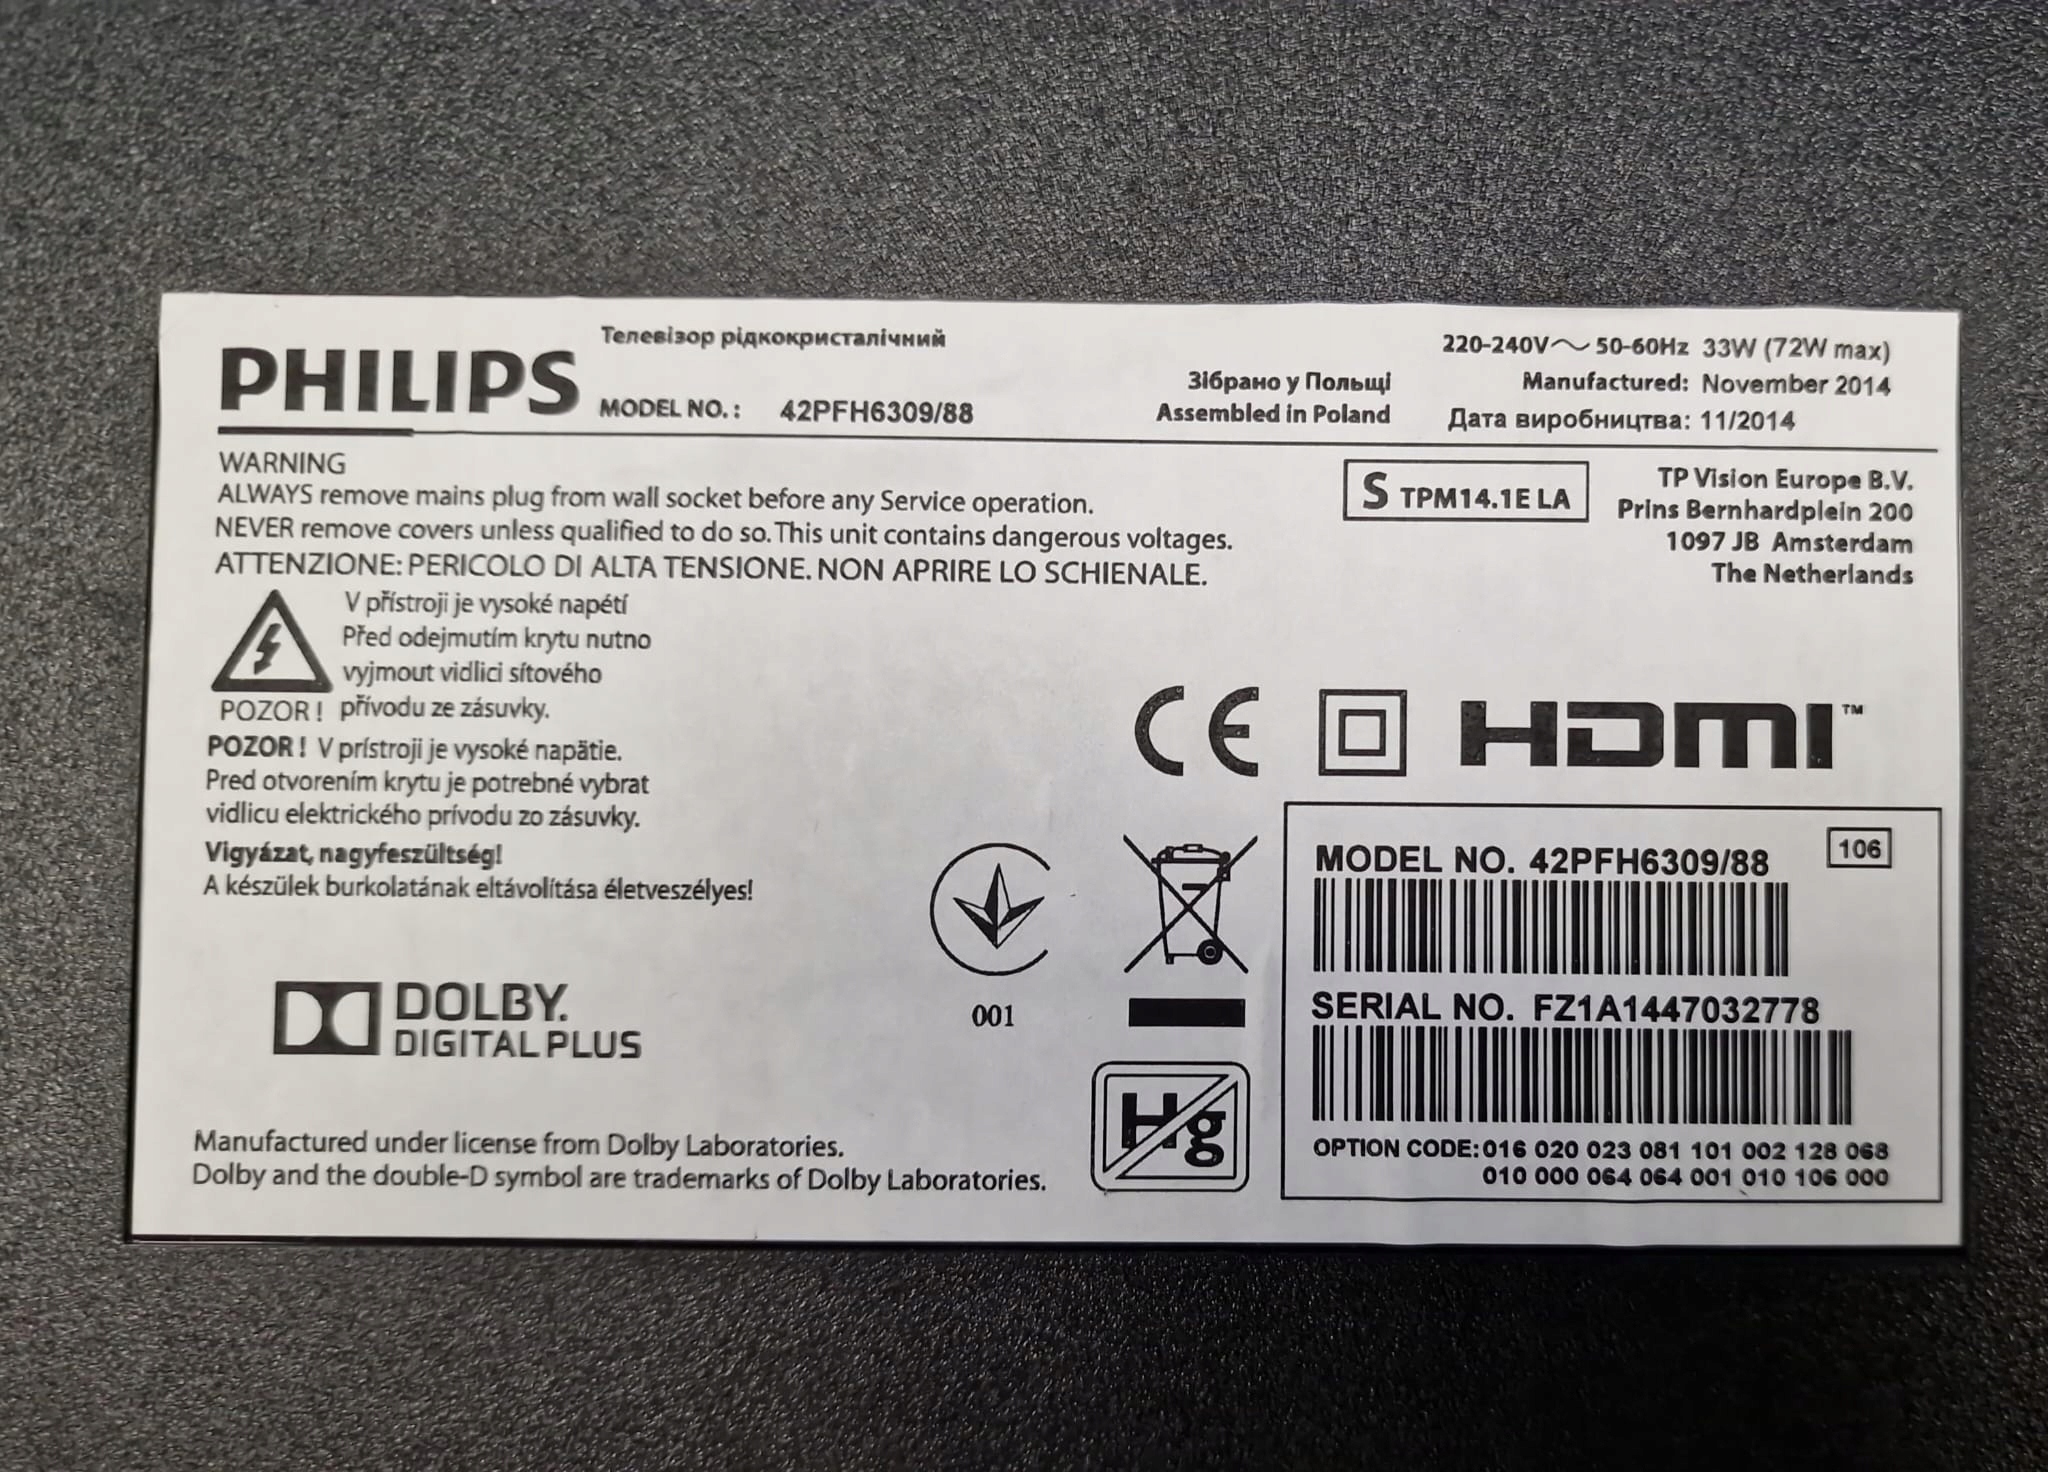 PHILIPS
Телевізор рідкокристалічний
MODEL NO. : 42PFH6309/88
Зібрано у Польщі
Assembled in Poland
220-240V~ 50-60Hz 33W (72W max)
Manufactured: November 2014
Дата виробництва: 11/2014
WARNING
ALWAYS remove mains plug from wall socket before any Service operation.
NEVER remove covers unless qualified to do so. This unit contains dangerous voltages.
ATTENZIONE: PERICOLO DI ALTA TENSIONE. NON APRIRE LO SCHIENALE.
S TPM14.1E LA
TP Vision Europe B.V.
Prins Bernhardplein 200
1097 JB Amsterdam
The Netherlands
V přístroji je vysoké napétí
Před odejmutím krytu nutno
vyjmout vidlici sítového
přívodu ze zásuvky.
POZOR !
POZOR ! V prístroji je vysoké napätie.
Pred otvorením krytu je potrebné vybrat
vidlicu elektrického prívodu zo zásuvky.
Vigyázat, nagyfeszültség!
A készülek burkolatának eltávolítása életveszélyes!
CE
HDMI™
001
DOLBY.
DIGITAL PLUS
Hg
Manufactured under license from Dolby Laboratories.
Dolby and the double-D symbol are trademarks of Dolby Laboratories.
106
MODEL NO. 42PFH6309/88
SERIAL NO. FZ1A1447032778
OPTION CODE: 016 020 023 081 101 002 128 068
010 000 064 064 001 010 106 000